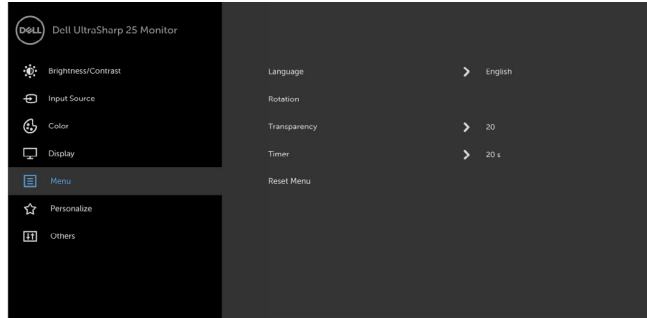 DELL Dell UltraSharp 25 Monitor
Brightness/Contrast
Input Source
Color
Display
Menu
Personalize
Others
Language English
Rotation
Transparency 20
Timer 20 s
Reset Menu